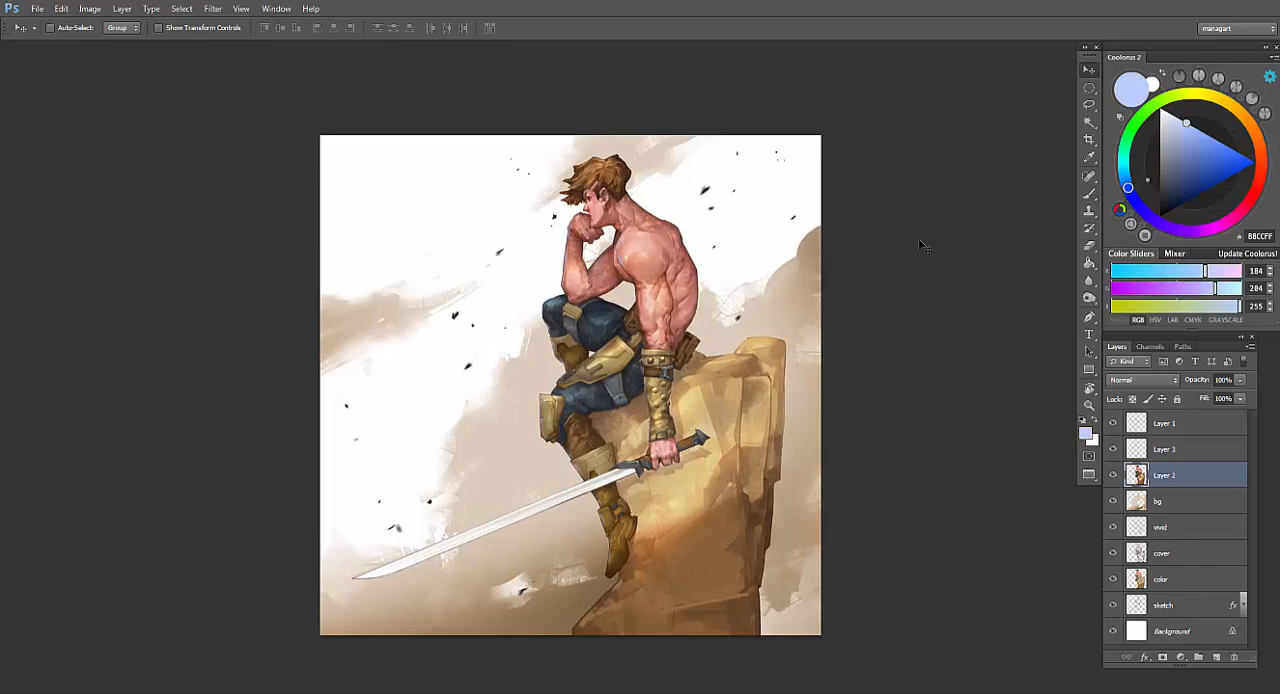 Ps File Edit Image Layer Type Select Filter View Window Help
Auto-Select: Group Show Transform Controls managart
Coolorus 2
# BBCCFF
Color Sliders Mixer Update Coolorus!
184
G 204
255
RGB HSV LAB CMYK GRAYSCALE
Layers Channels Paths
Kind T
Normal Opacity: 100%
Lock: Fill: 100%
Layer 1
Layer 3
Layer 2
bg
vivid
cover
color
sketch fx
Background
fx